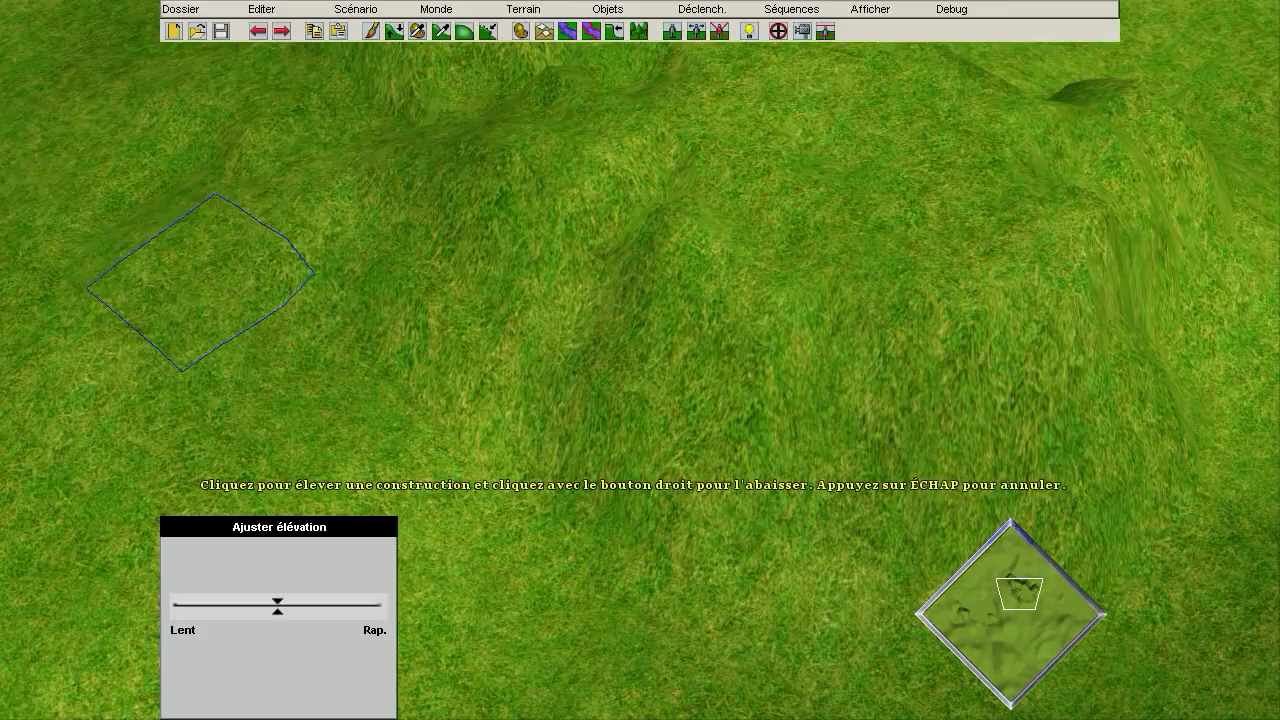 Dossier Editer Scénario Monde Terrain Objets Déclench. Séquences Afficher Debug
Cliquez pour élever une construction et cliquez avec le bouton droit pour l'abaisser. Appuyez sur ÉCHAP pour annuler.
Ajuster élévation
Lent Rap.